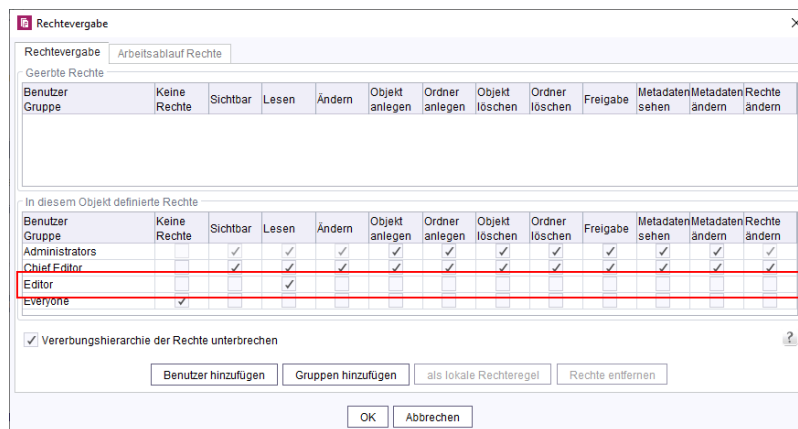 Rechtevergabe
Rechtevergabe Arbeitsablauf Rechte
Geerbte Rechte
Benutzer Gruppe Keine Rechte Sichtbar Lesen Ändern Objekt anlegen Ordner anlegen Objekt löschen Ordner löschen Freigabe Metadaten sehen Metadaten ändern Rechte ändern
In diesem Objekt definierte Rechte
Benutzer Gruppe Keine Rechte Sichtbar Lesen Ändern Objekt anlegen Ordner anlegen Objekt löschen Ordner löschen Freigabe Metadaten sehen Metadaten ändern Rechte ändern
Administrators
Chief Editor
Editor
Everyone
Vererbungshierarchie der Rechte unterbrechen
?
Benutzer hinzufügen Gruppen hinzufügen als lokale Rechteregel Rechte entfernen
OK Abbrechen